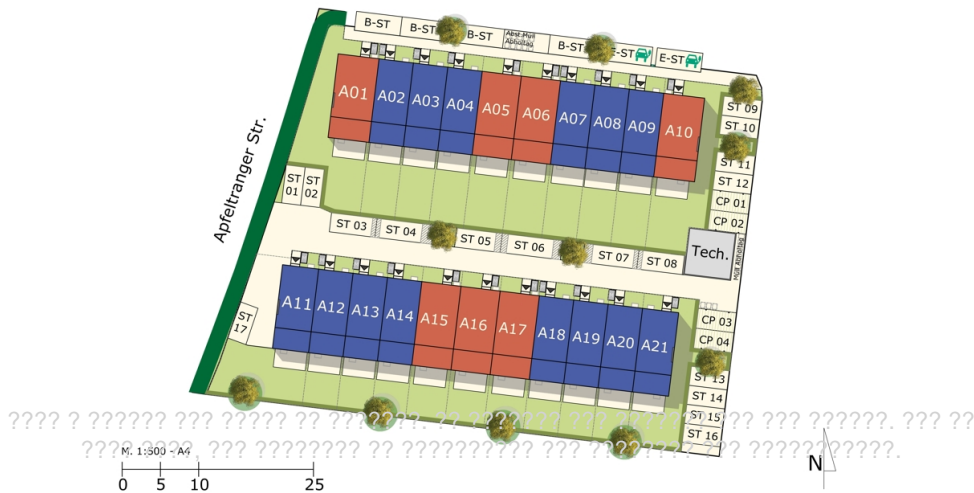 B-ST B-ST B-ST Abst.Müll Abholtag B-ST E-ST E-ST
A01 A02 A03 A04 A05 A06 A07 A08 A09 A10
ST 09
ST 10
ST 11
ST 12
CP 01
CP 02
Apfeltranger Str.
ST 01
ST 02
ST 03 ST 04 ST 05 ST 06 ST 07 ST 08
Tech.
Müll Abholtag
A11 A12 A13 A14 A15 A16 A17 A18 A19 A20 A21
ST 17
CP 03
CP 04
ST 13
ST 14
ST 15
ST 16
???? ? ?????? ??? ???? ?? ??????. ?? ??????? ??? ?????? ??? ???????. ??? ??
M. 1:500 - A4
0 5 10 25
N